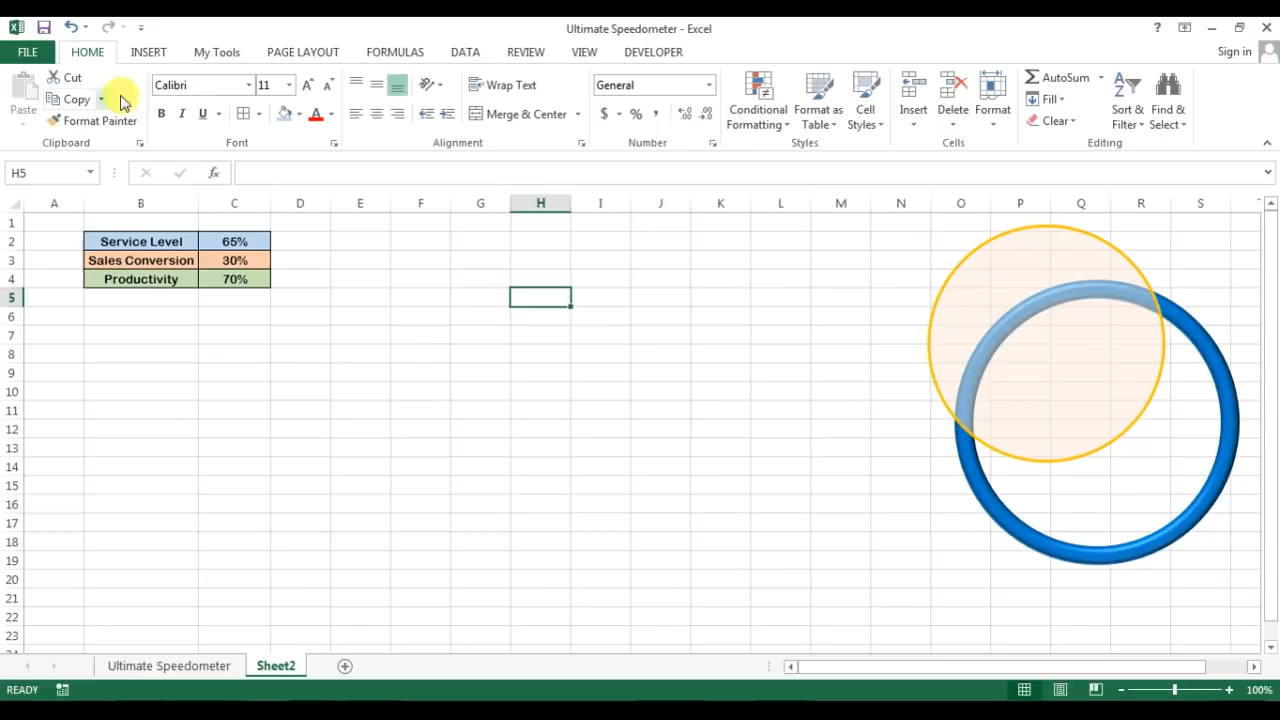 Ultimate Speedometer - Excel
?
FILE HOME INSERT My Tools PAGE LAYOUT FORMULAS DATA REVIEW VIEW DEVELOPER Sign in
Paste Cut Copy Format Painter Clipboard
Calibri 11 A A B I U A Font
Wrap Text Merge & Center Alignment
General $ % , Number
Conditional Formatting Format as Table Cell Styles Styles
Insert Delete Format Cells
AutoSum Fill Clear Sort & Filter Find & Select Editing
H5 fx
A B C D E F G H I J K L M N O P Q R S
1
2 Service Level 65%
3 Sales Conversion 30%
4 Productivity 70%
5
6
7
8
9
10
11
12
13
14
15
16
17
18
19
20
21
22
23
Ultimate Speedometer Sheet2
READY 100%